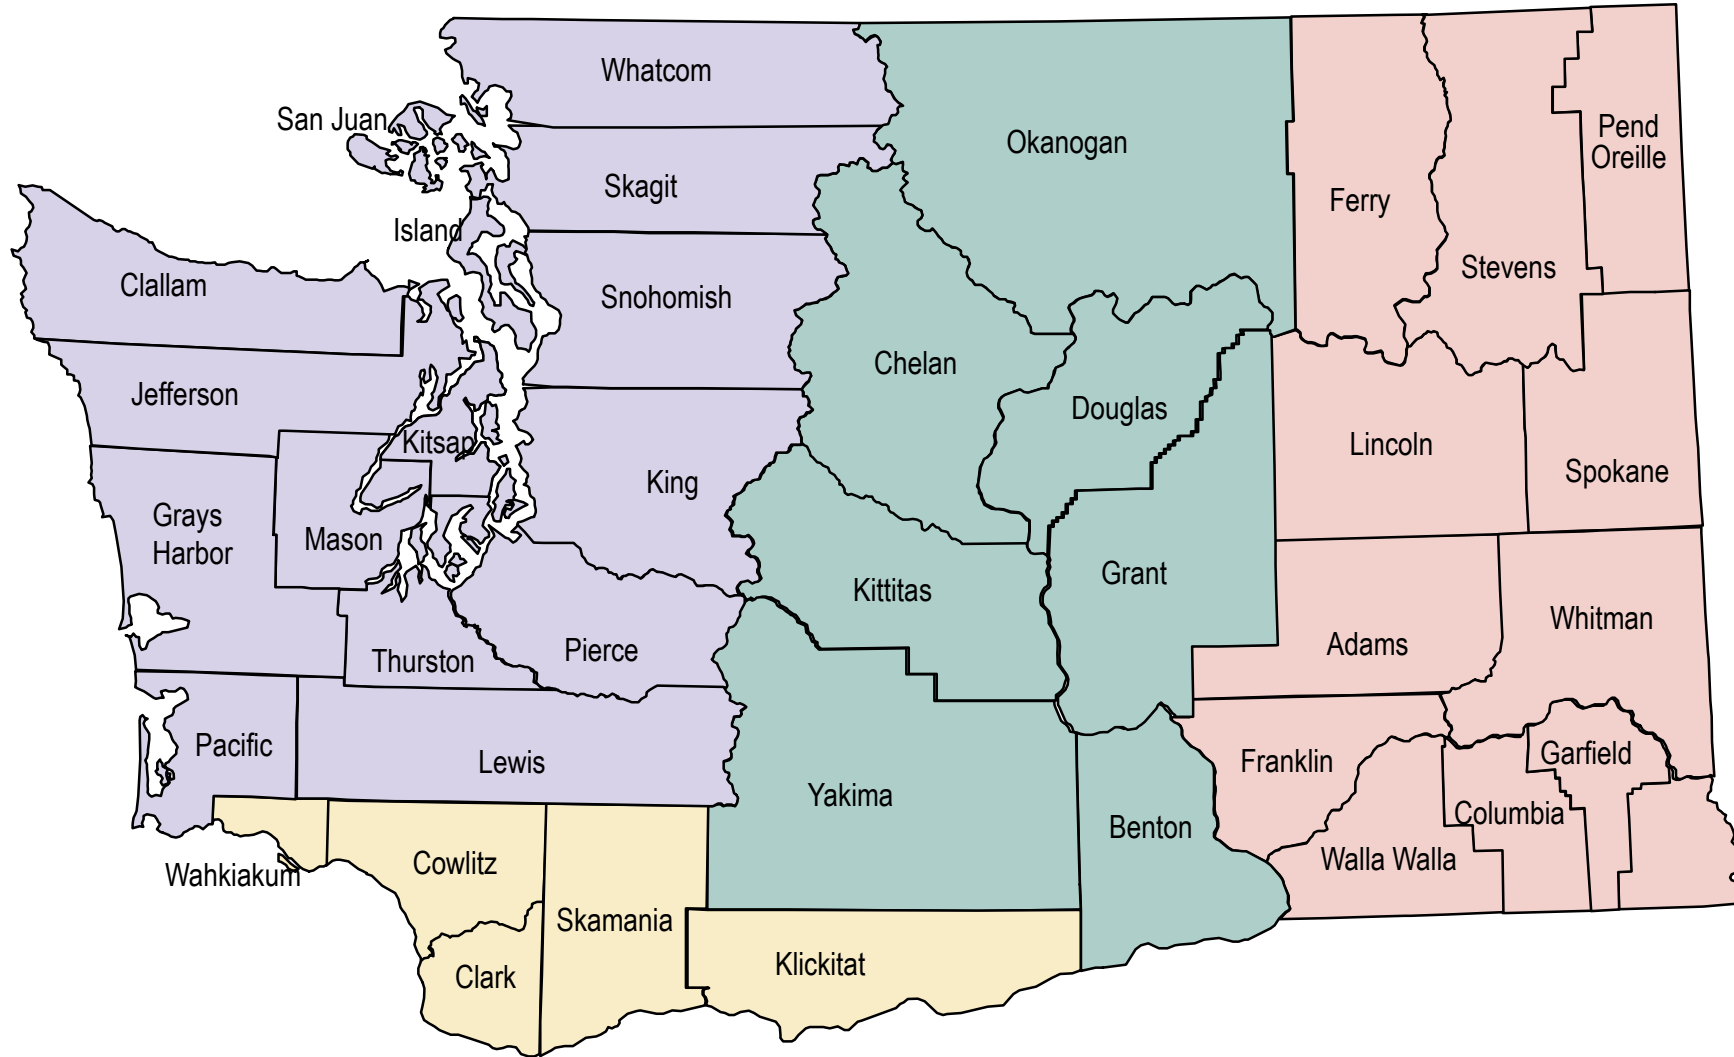 Whatcom
San Juan
Okanogan
Pend
Oreille
Skagit
Ferry
Island
Stevens
Clallam
Snohomish
Chelan
Jefferson
Douglas
Kitsap
Lincoln
Spokane
King
Grays
Harbor
Mason
Grant
Kittitas
Whitman
Pierce
Adams
Thurston
Pacific
Lewis
Franklin
Garfield
Yakima
Columbia
Benton
Cowlitz
Walla Walla
Wahkiakum
Skamania
Klickitat
Clark